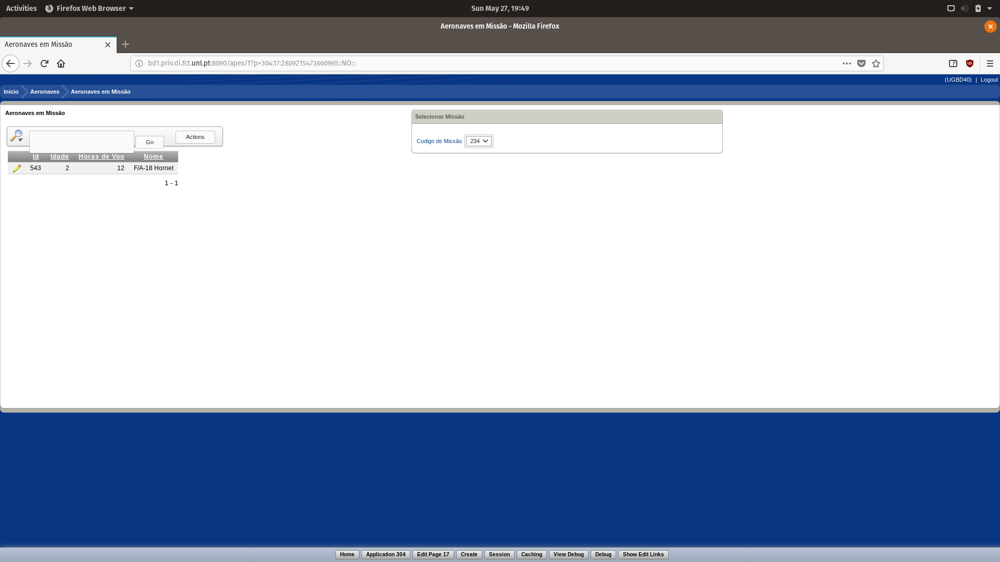 Activities Firefox Web Browser Sun May 27, 19:49
Aeronaves em Missão - Mozilla Firefox
Aeronaves em Missão
bd1.priv.di.fct.unl.pt:8090/apex/f?p=304:17:2809215473660965::NO:::
(UGBD40) | Logout
Inicio Aeronaves Aeronaves em Missão
Aeronaves em Missão
Selecionar Missão
Go Actions
Codigo de Missão 234
Id Idade Horas de Voo Nome
543 2 12 F/A-18 Hornet
1 - 1
Home Application 304 Edit Page 17 Create Session Caching View Debug Debug Show Edit Links